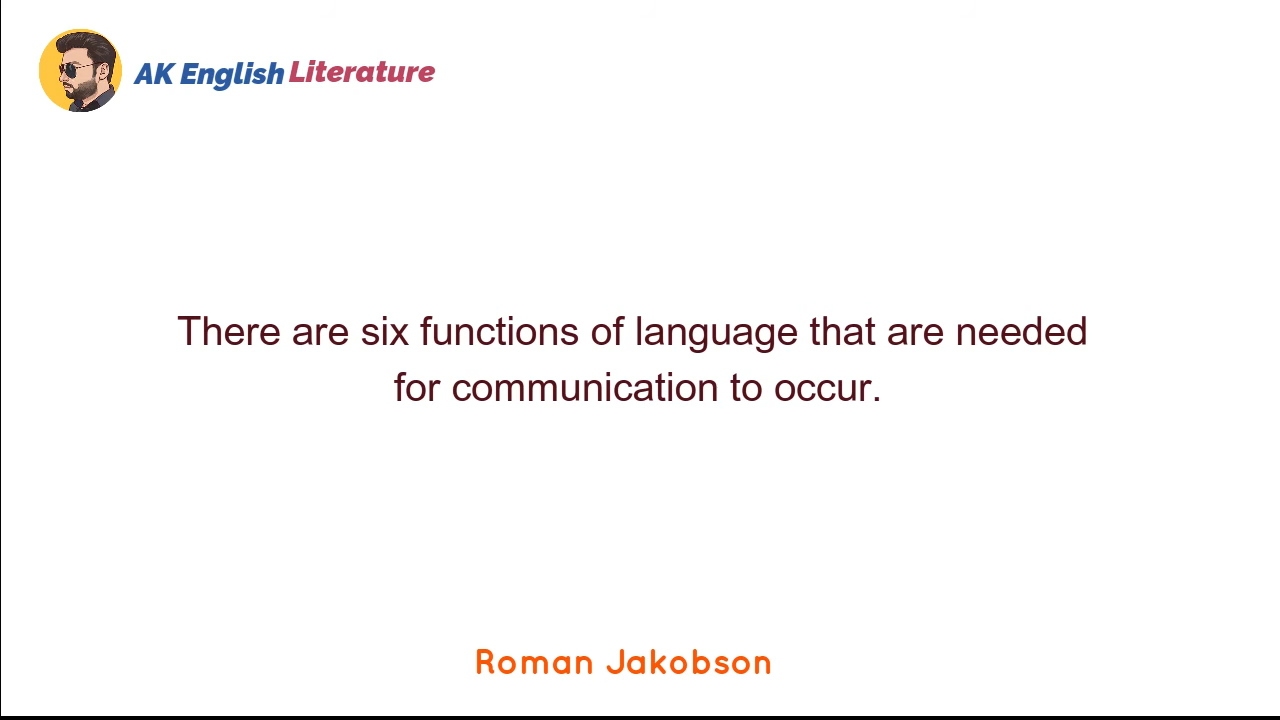 AK English Literature
There are six functions of language that are needed
for communication to occur.
Roman Jakobson